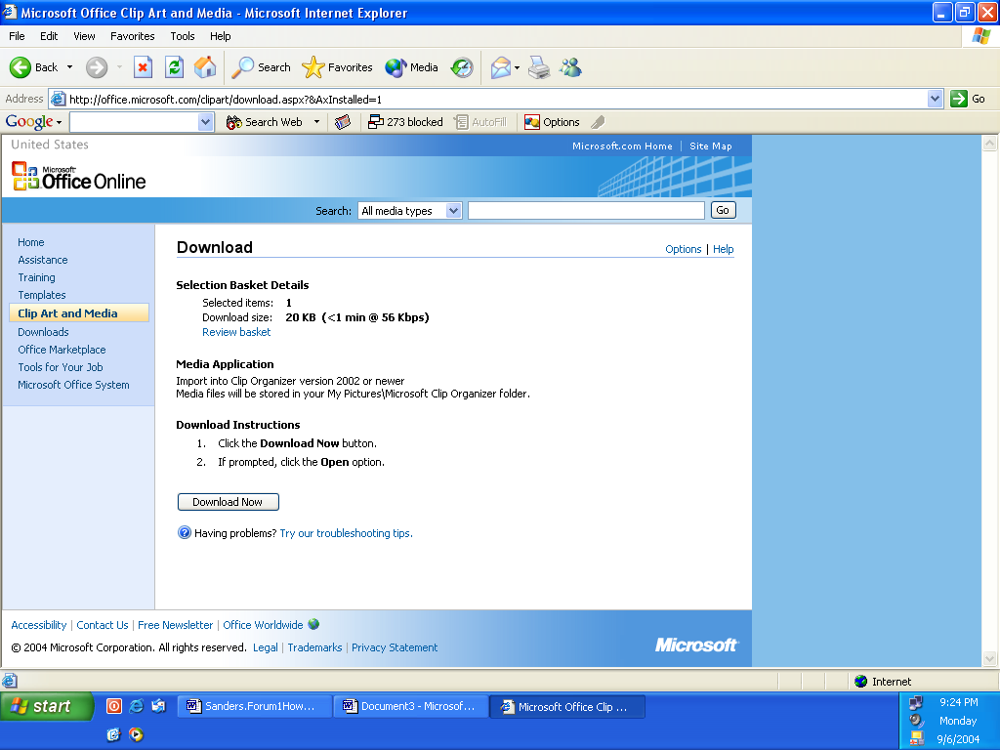 Microsoft Office Clip Art and Media - Microsoft Internet Explorer
File Edit View Favorites Tools Help
Back Search Favorites Media
Address http://office.microsoft.com/clipart/download.aspx?&AxInstalled=1 Go
Google Search Web 273 blocked AutoFill Options
United States Microsoft.com Home | Site Map
Microsoft
Office Online
Search: All media types Go
Home
Assistance
Training
Templates
Clip Art and Media
Downloads
Office Marketplace
Tools for Your Job
Microsoft Office System
Download Options | Help
Selection Basket Details
Selected items: 1
Download size: 20 KB (<1 min @ 56 Kbps)
Review basket
Media Application
Import into Clip Organizer version 2002 or newer
Media files will be stored in your My Pictures\Microsoft Clip Organizer folder.
Download Instructions
1. Click the Download Now button.
2. If prompted, click the Open option.
Download Now
Having problems? Try our troubleshooting tips.
Accessibility | Contact Us | Free Newsletter | Office Worldwide
© 2004 Microsoft Corporation. All rights reserved. Legal | Trademarks | Privacy Statement
Microsoft
Internet
start Sanders.Forum1How... Document3 - Microsof... Microsoft Office Clip ... 9:24 PM
Monday
9/6/2004